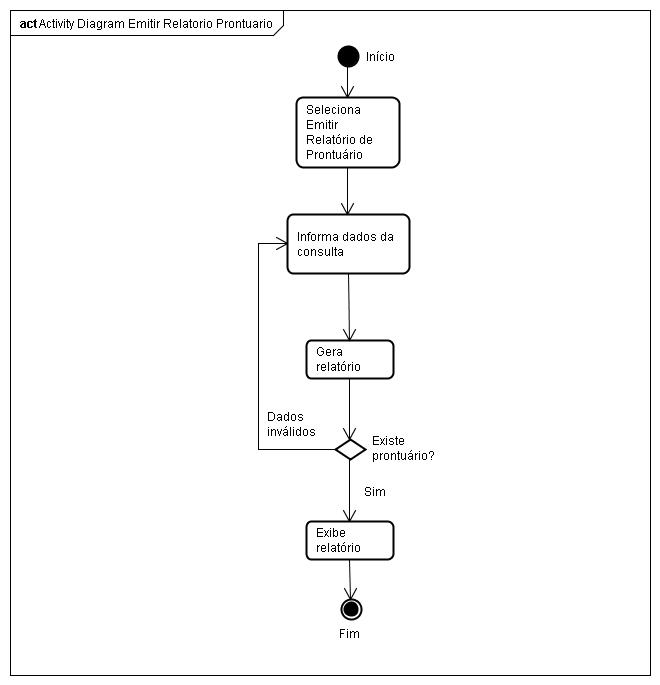 act Activity Diagram Emitir Relatorio Prontuario
Início
Seleciona
Emitir
Relatório de
Prontuário
Informa dados da
consulta
Gera
relatório
Dados
inválidos
Existe
prontuário?
Sim
Exibe
relatório
Fim